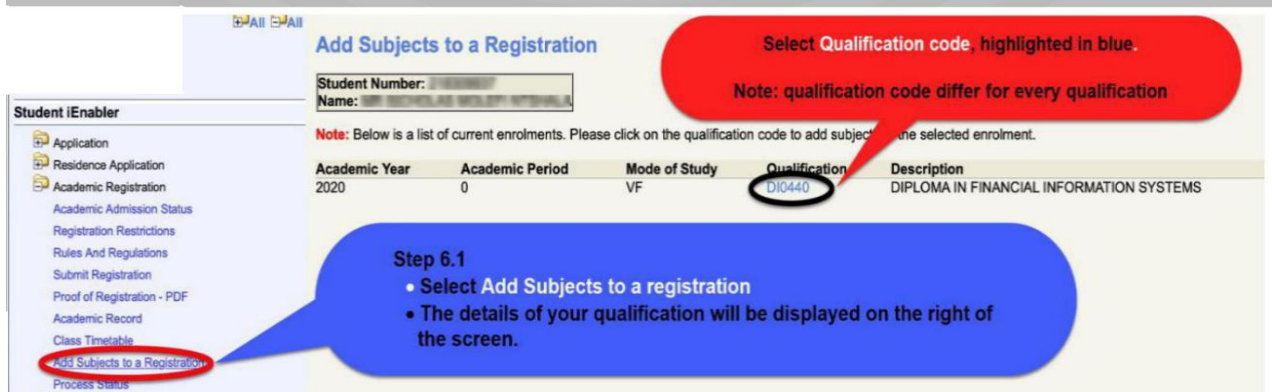 All All
Add Subjects to a Registration
Student Number:
Name:
Student iEnabler
Application
Residence Application
Academic Registration
Academic Admission Status
Registration Restrictions
Rules And Regulations
Submit Registration
Proof of Registration - PDF
Academic Record
Class Timetable
Add Subjects to a Registration
Process Status
Note: Below is a list of current enrolments. Please click on the qualification code to add subject the selected enrolment.
Academic Year Academic Period Mode of Study Qualification Description
2020 0 VF DI0440 DIPLOMA IN FINANCIAL INFORMATION SYSTEMS
Select Qualification code, highlighted in blue.
Note: qualification code differ for every qualification
Step 6.1
• Select Add Subjects to a registration
• The details of your qualification will be displayed on the right of
the screen.